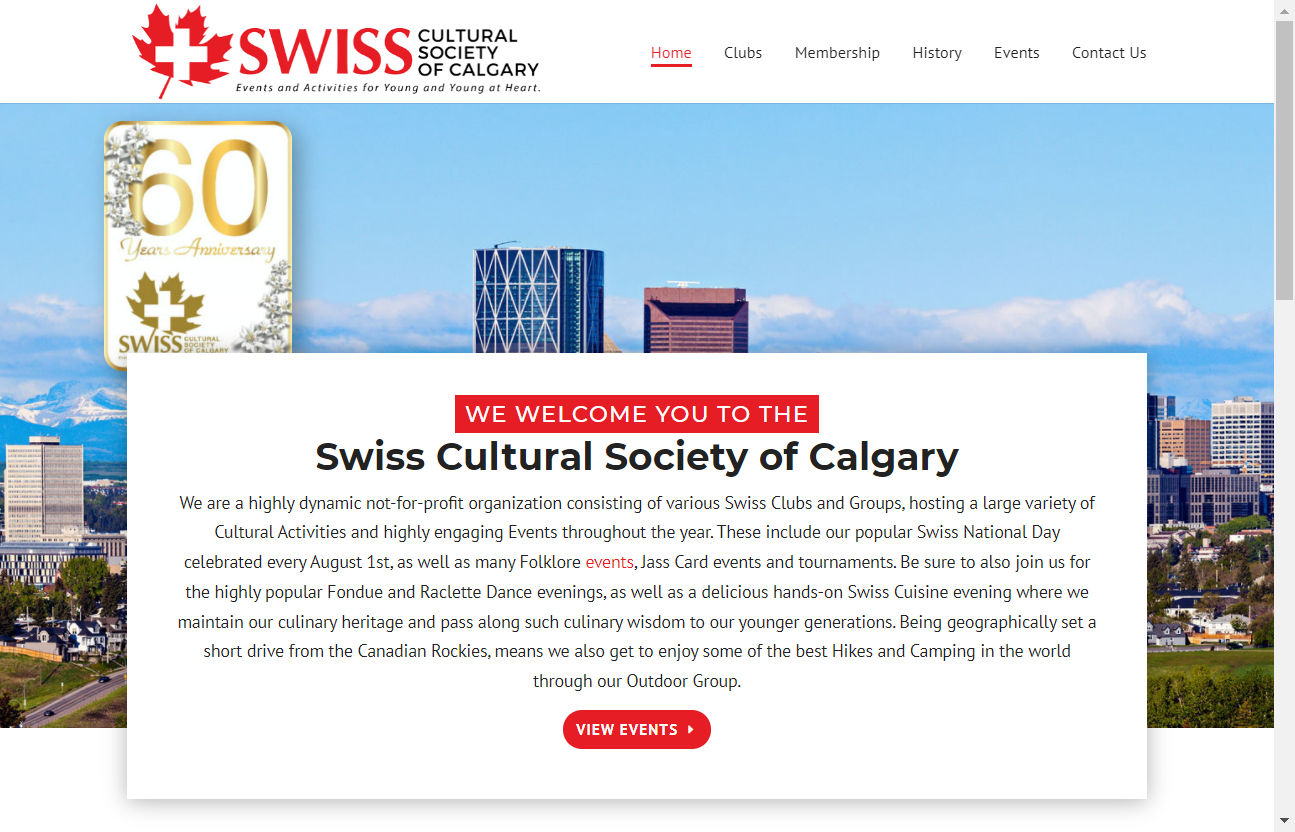 SWISS CULTURAL
SOCIETY
OF CALGARY
Events and Activities for Young and Young at Heart.
Home Clubs Membership History Events Contact Us
60
Years Anniversary
SWISS CULTURAL
SOCIETY
OF CALGARY
WE WELCOME YOU TO THE
Swiss Cultural Society of Calgary
We are a highly dynamic not-for-profit organization consisting of various Swiss Clubs and Groups, hosting a large variety of
Cultural Activities and highly engaging Events throughout the year. These include our popular Swiss National Day
celebrated every August 1st, as well as many Folklore events, Jass Card events and tournaments. Be sure to also join us for
the highly popular Fondue and Raclette Dance evenings, as well as a delicious hands-on Swiss Cuisine evening where we
maintain our culinary heritage and pass along such culinary wisdom to our younger generations. Being geographically set a
short drive from the Canadian Rockies, means we also get to enjoy some of the best Hikes and Camping in the world
through our Outdoor Group.
VIEW EVENTS